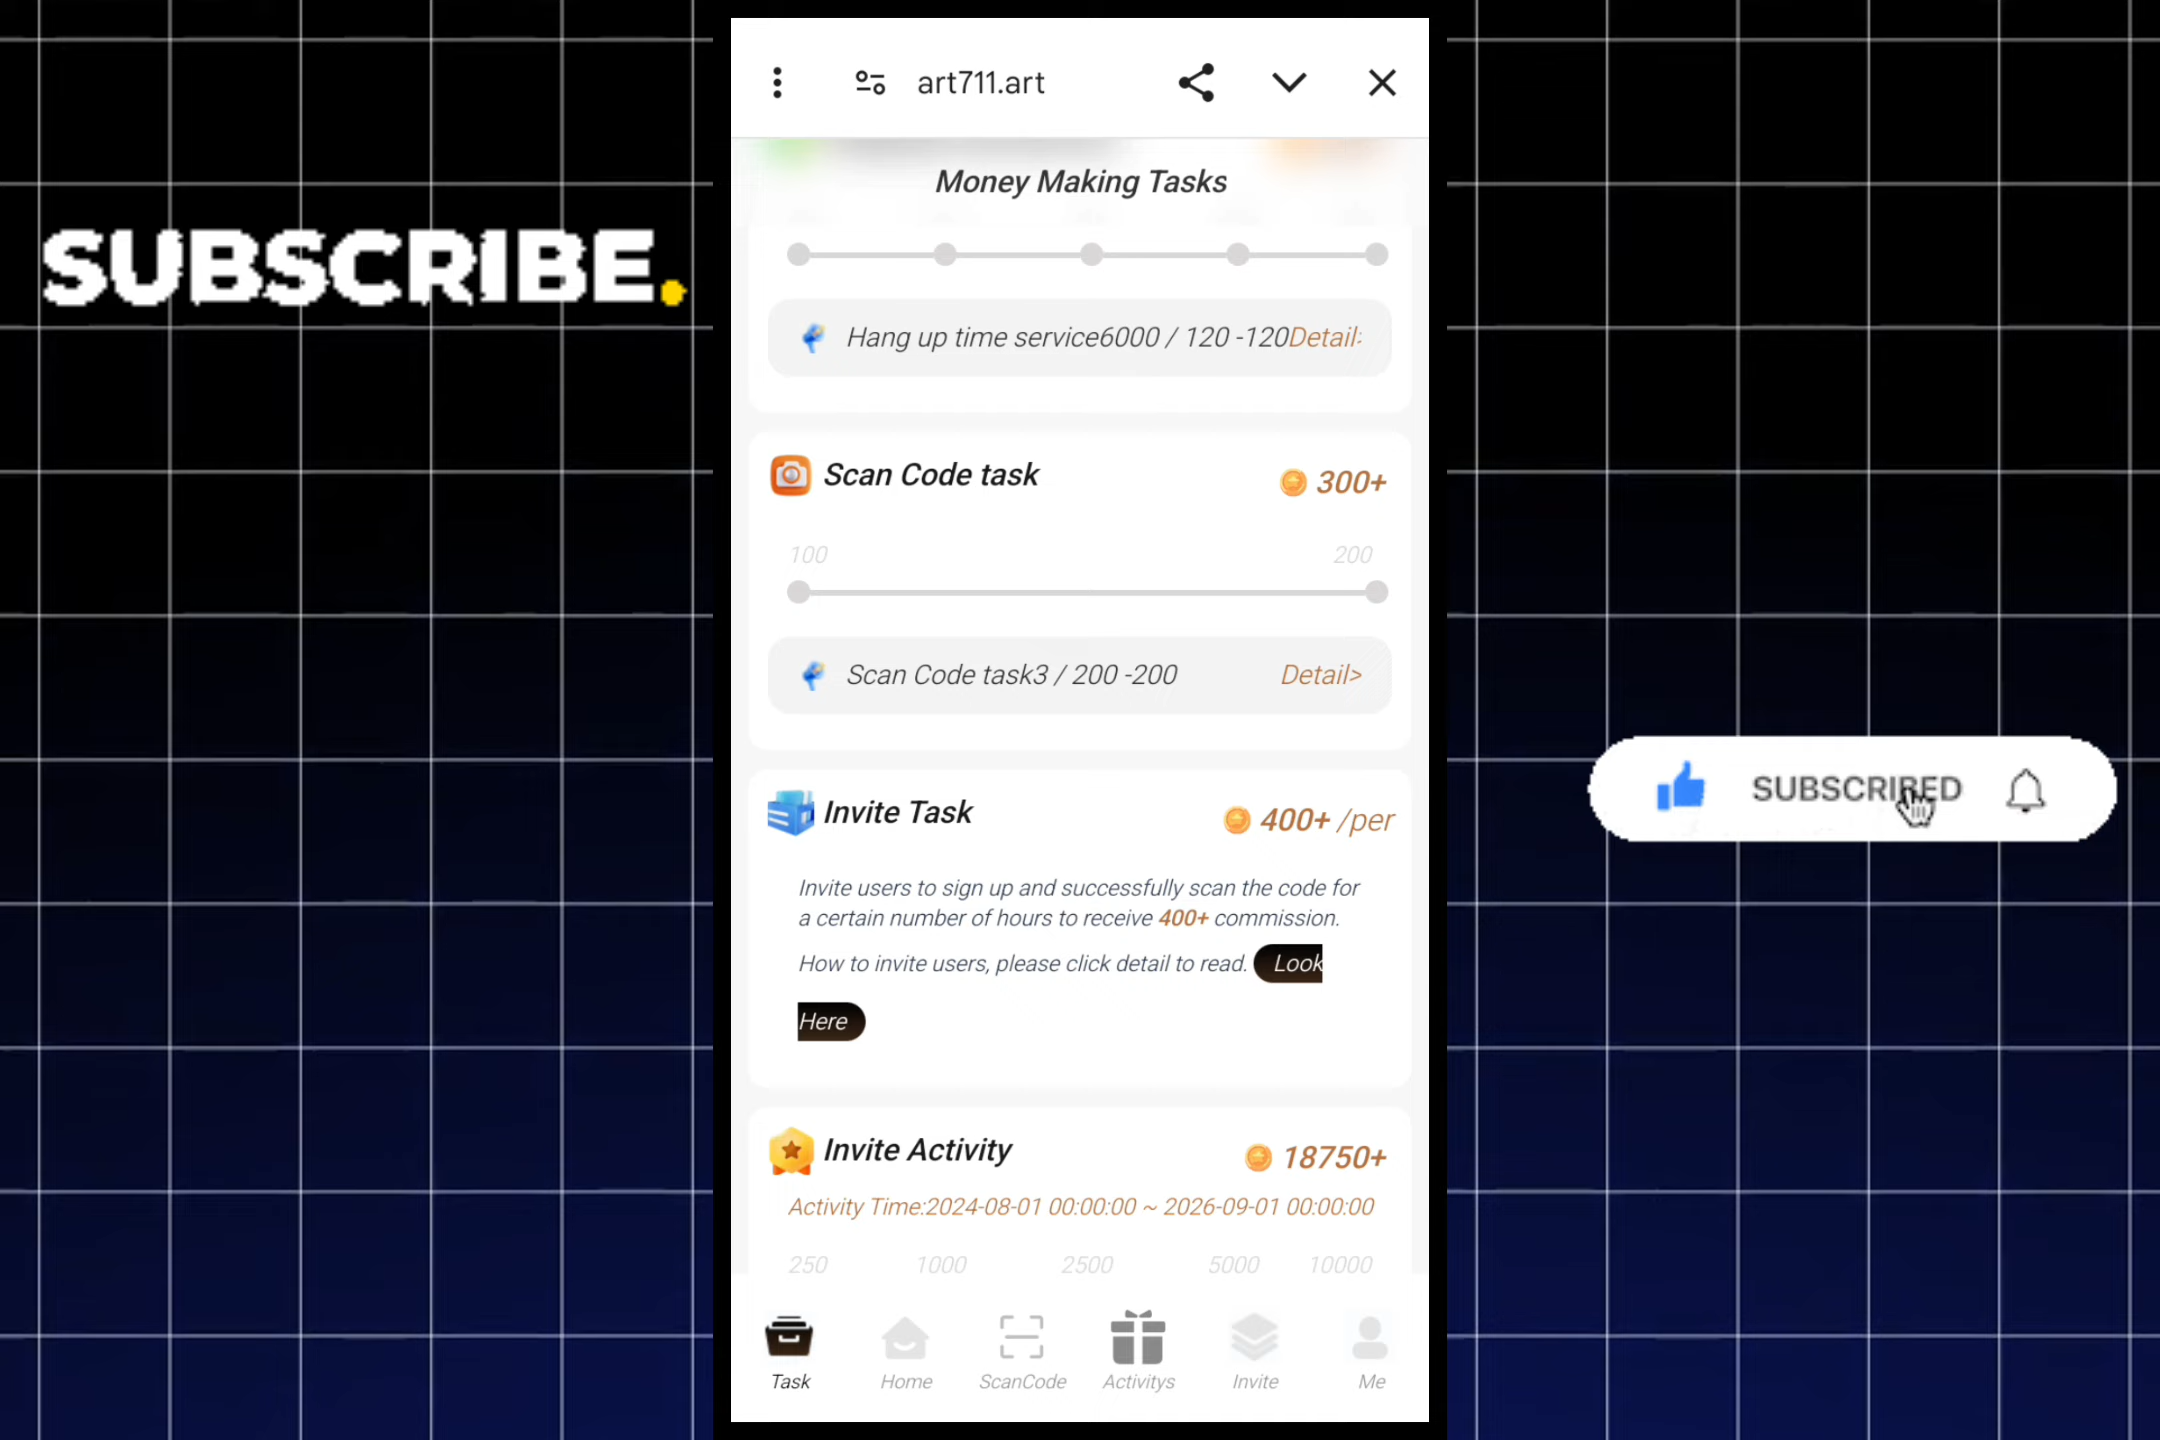 art711.art
Money Making Tasks
SUBSCRIBE.
Hang up time service6000 / 120 -120Detail>
Scan Code task
300+
100
200
Scan Code task3 / 200 -200
Detail>
SUBSCRIBED
Invite Task
400+ /per
Invite users to sign up and successfully scan the code for
a certain number of hours to receive 400+ commission.
How to invite users, please click detail to read. Look
Here
Invite Activity
18750+
Activity Time:2024-08-01 00:00:00 ~ 2026-09-01 00:00:00
250 1000 2500 5000 10000
Task Home ScanCode Activitys Invite Me